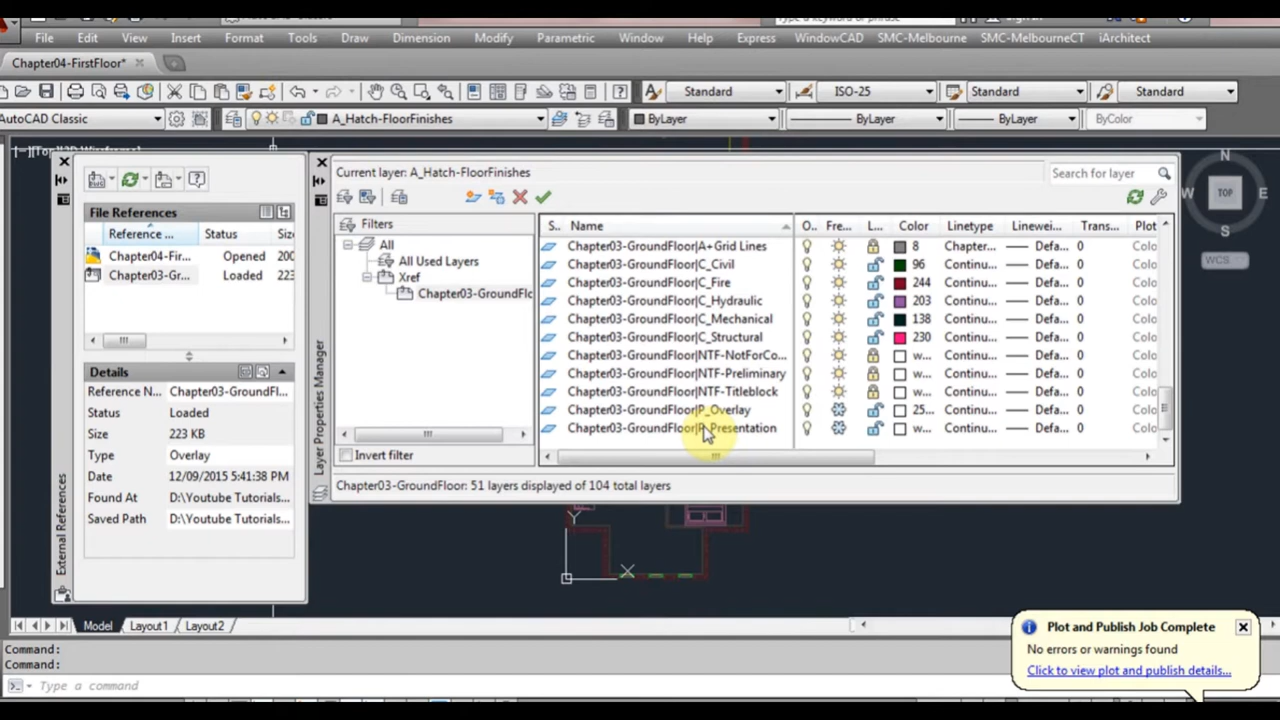 File Edit View Insert Format Tools Draw Dimension Modify Parametric Window Help Express WindowCAD SMC-Melbourne SMC-MelbourneCT iArchitect
Chapter04-FirstFloor*
Standard ISO-25 Standard Standard
AutoCAD Classic A_Hatch-FloorFinishes ByLayer ByLayer ByLayer ByColor
N
W TOP E
S
WCS
Current layer: A_Hatch-FloorFinishes
Search for layer
File References
Reference ... Status Size
Chapter04-Fir... Opened 200
Chapter03-Gr... Loaded 223
Details
Reference N... Chapter03-GroundFl...
Status Loaded
Size 223 KB
Type Overlay
Date 12/09/2015 5:41:38 PM
Found At D:\Youtube Tutorials...
Saved Path D:\Youtube Tutorials...
External References
Filters
All
All Used Layers
Xref
Chapter03-GroundFlo
Invert filter
Layer Properties Manager
S.. Name O.. Fre... L... Color Linetype Linewei... Trans... Plot
Chapter03-GroundFloor|A+Grid Lines 8 Chapter... Defa... 0 Colo
Chapter03-GroundFloor|C_Civil 96 Continu... Defa... 0 Colo
Chapter03-GroundFloor|C_Fire 244 Continu... Defa... 0 Colo
Chapter03-GroundFloor|C_Hydraulic 203 Continu... Defa... 0 Colo
Chapter03-GroundFloor|C_Mechanical 138 Continu... Defa... 0 Colo
Chapter03-GroundFloor|C_Structural 230 Continu... Defa... 0 Colo
Chapter03-GroundFloor|NTF-NotForCo... w... Continu... Defa... 0 Colo
Chapter03-GroundFloor|NTF-Preliminary w... Continu... Defa... 0 Colo
Chapter03-GroundFloor|NTF-Titleblock w... Continu... Defa... 0 Colo
Chapter03-GroundFloor|P_Overlay 25... Continu... Defa... 0 Colo
Chapter03-GroundFloor|P_Presentation w... Continu... Defa... 0 Colo
Chapter03-GroundFloor: 51 layers displayed of 104 total layers
Y
X
Model Layout1 Layout2
Command:
Command:
Type a command
Plot and Publish Job Complete
No errors or warnings found
Click to view plot and publish details...